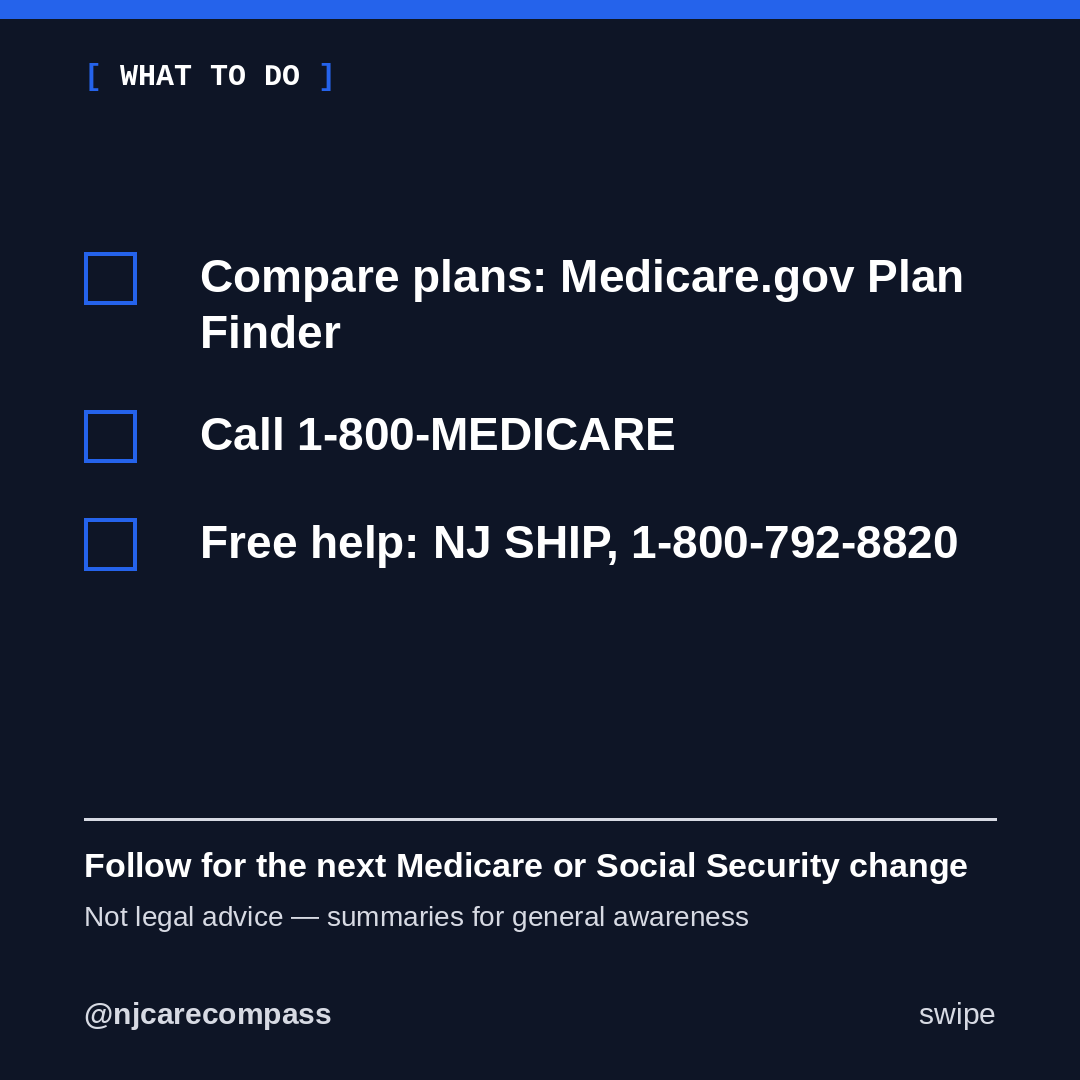 [ WHAT TO DO ]
Compare plans: Medicare.gov Plan
Finder
Call 1-800-MEDICARE
Free help: NJ SHIP, 1-800-792-8820
Follow for the next Medicare or Social Security change
Not legal advice — summaries for general awareness
@njcarecompass
swipe